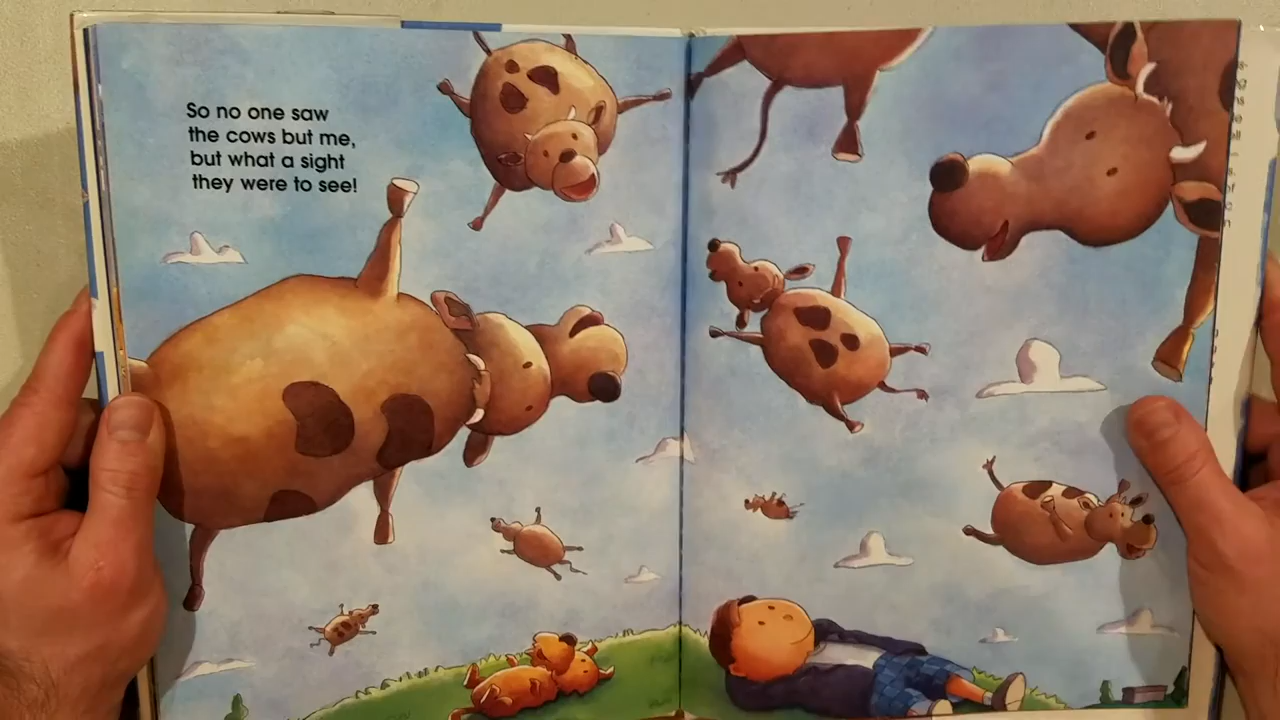 So no one saw
the cows but me,
but what a sight
they were to see!